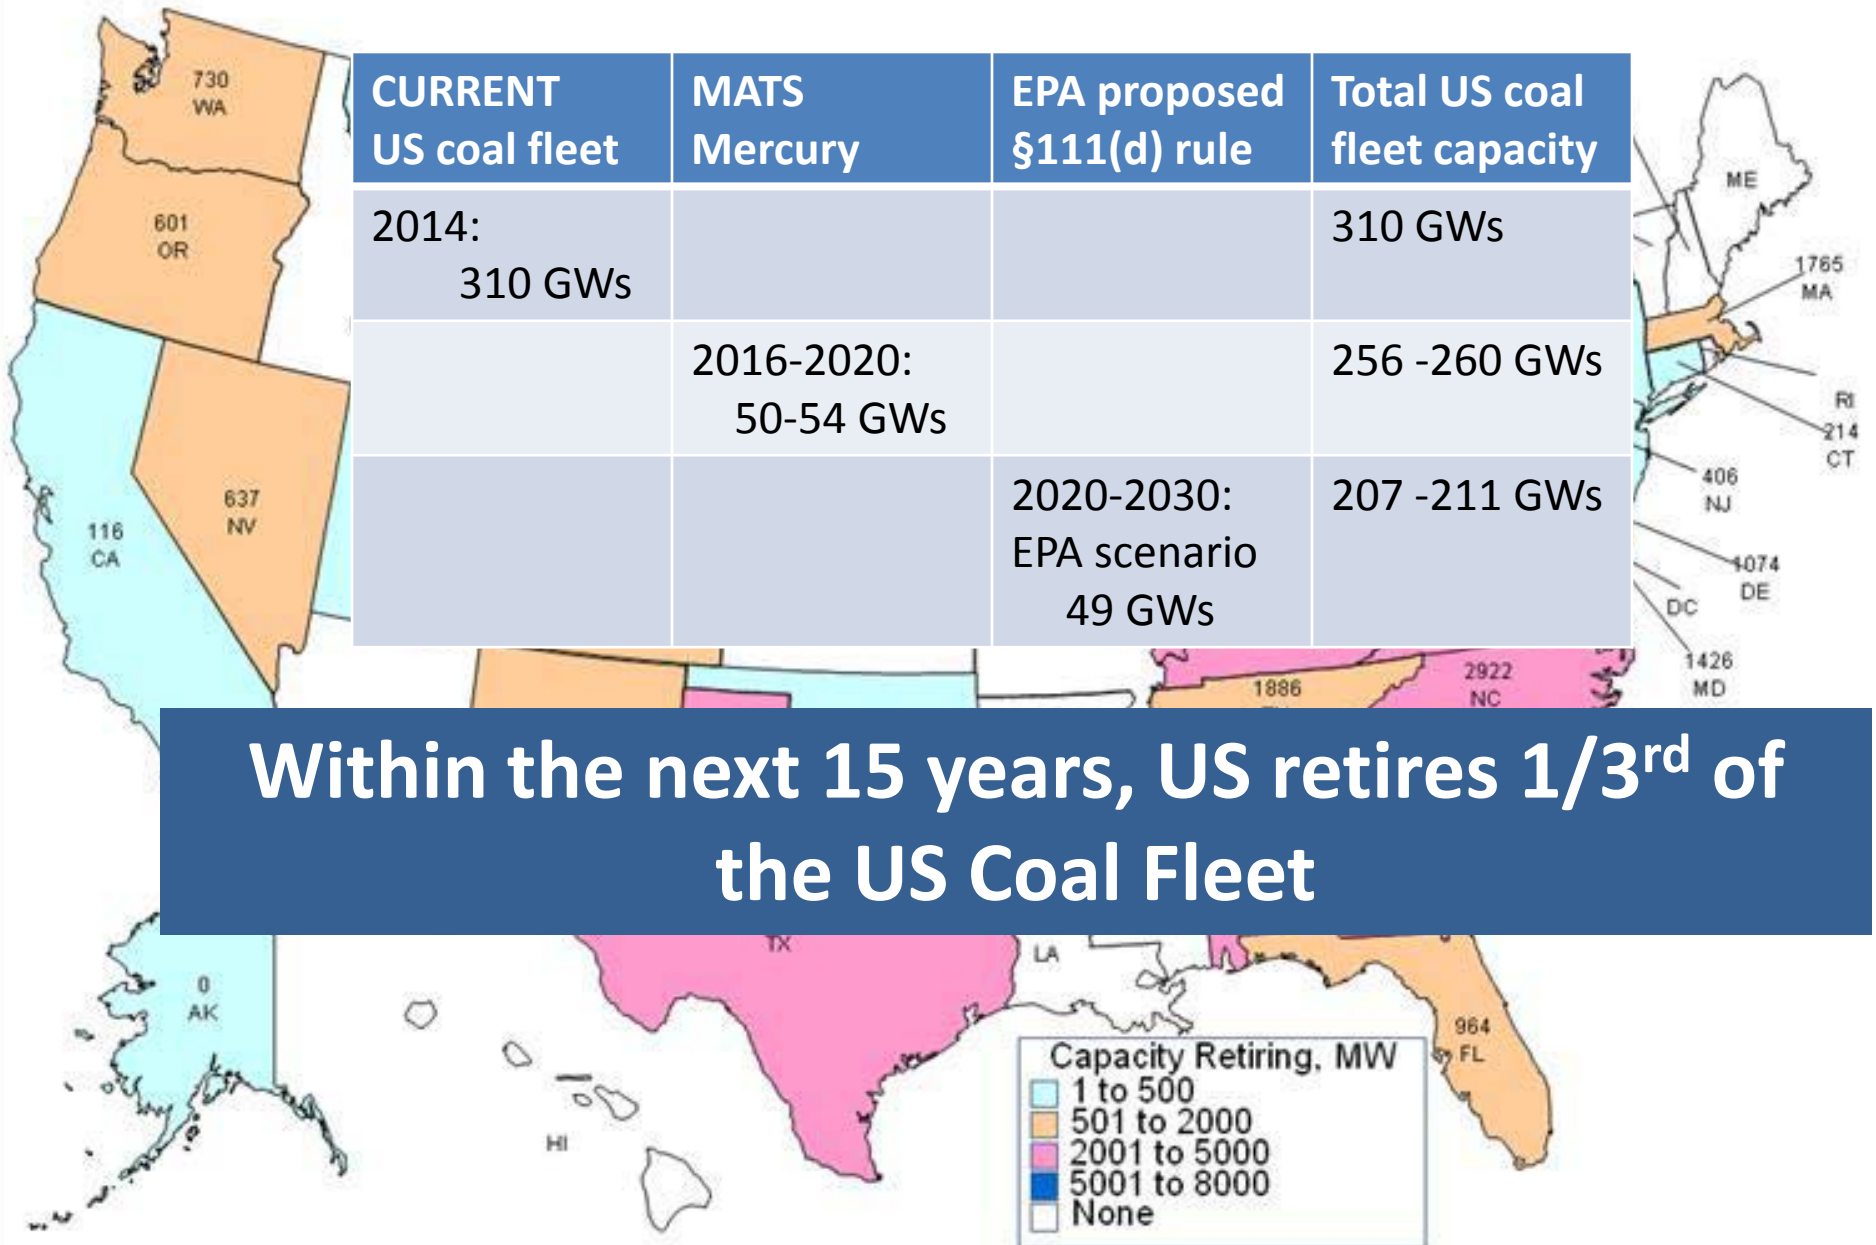 CURRENT
US coal fleet
MATS
Mercury
EPA proposed
§111(d) rule
Total US coal
fleet capacity
2014:
310 GWs
310 GWs
2016-2020:
50-54 GWs
256 -260 GWs
2020-2030:
EPA scenario
49 GWs
207 -211 GWs
730
WA
601
OR
637
NV
116
CA
ME
1765
MA
RI
214
CT
406
NJ
1074
DE
DC
1426
MD
1886
2922
NC
Within the next 15 years, US retires 1/3rd of
the US Coal Fleet
TX
LA
0
AK
HI
964
FL
Capacity Retiring, MW
1 to 500
501 to 2000
2001 to 5000
5001 to 8000
None